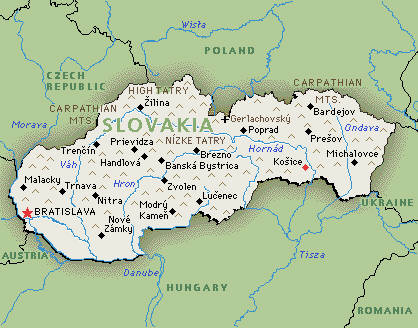 Wisła
POLAND
CZECH
REPUBLIC
HIGH TATRY
CARPATHIAN
MTS.
Žilina
CARPATHIAN
MTS.
Gerlachovský
Bardejov
Morava
SLOVAKIA
Poprad
Ondava
NÍZKE TATRY
Prešov
Trenčín
Prievidza
Hornád
Váh
Handlová
Brezno
Košice
Michalovce
Banská Bystrica
Malacky
Trnava
Hron
Zvolen
Nitra
Lučenec
UKRAINE
BRATISLAVA
Modrý
Kameň
Nové
Zámky
AUSTRIA
Danube
Tisza
HUNGARY
ROMANIA